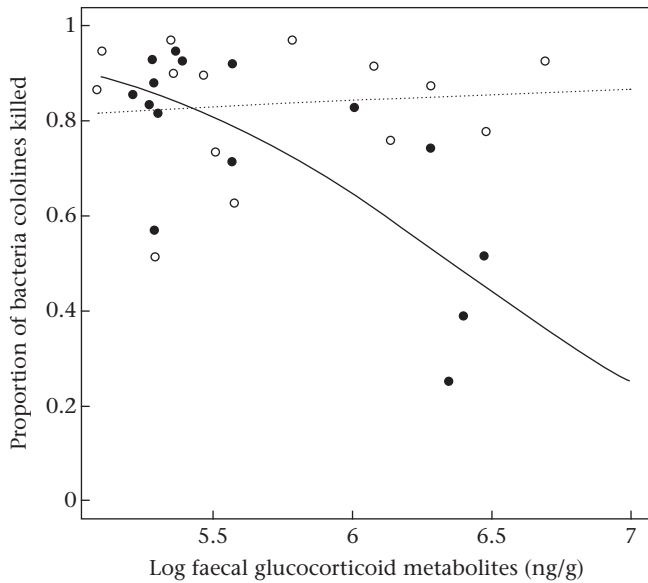 1
0.8
0.6
0.4
0.2
0
Proportion of bacteria cololines killed
5.5 6 6.5 7
Log faecal glucocorticoid metabolites (ng/g)